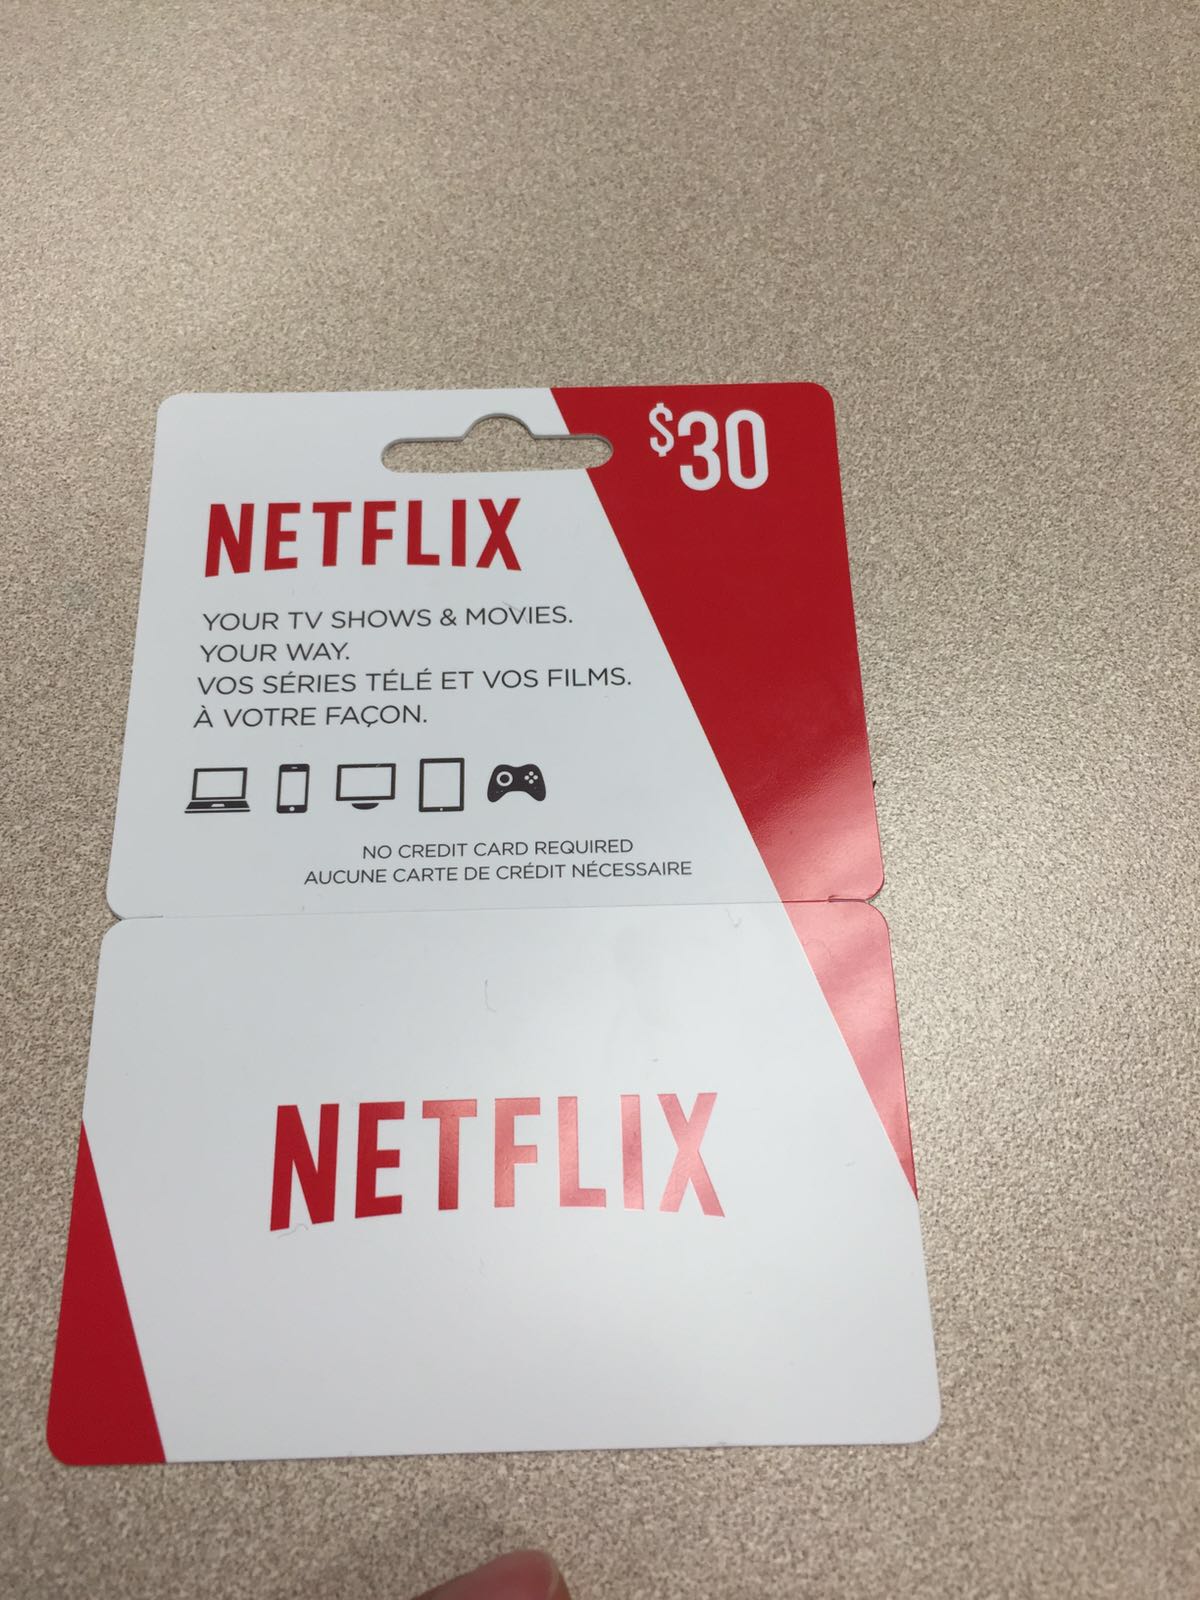 $30
NETFLIX
YOUR TV SHOWS & MOVIES.
YOUR WAY.
VOS SÉRIES TÉLÉ ET VOS FILMS.
À VOTRE FAÇON.
NO CREDIT CARD REQUIRED
AUCUNE CARTE DE CRÉDIT NÉCESSAIRE
NETFLIX